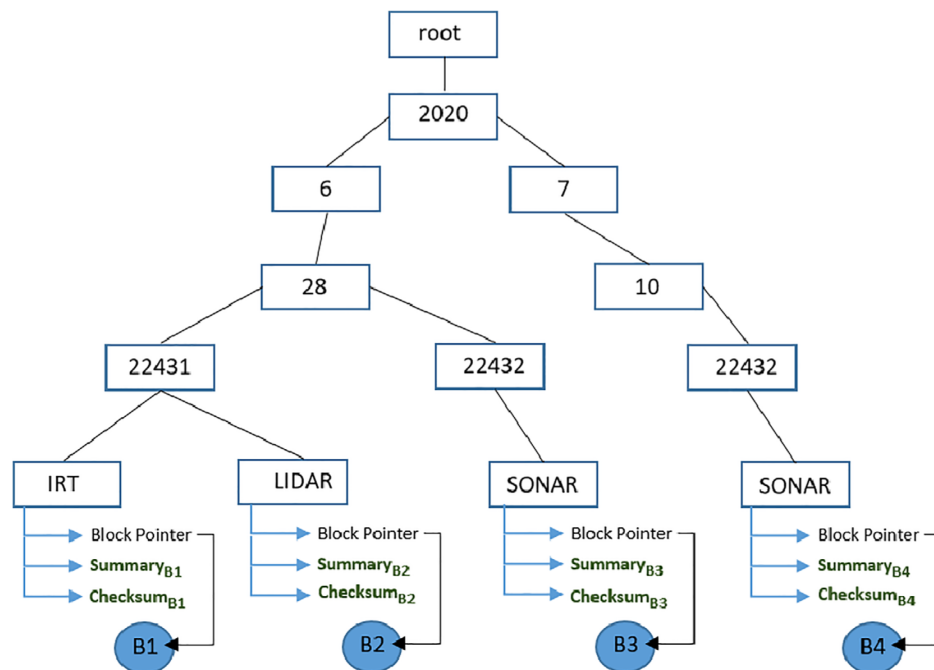 root
2020
6 7
28 10
22431 22432 22432
IRT LIDAR SONAR SONAR
Block Pointer Block Pointer Block Pointer Block Pointer
SummaryB1 SummaryB2 SummaryB3 SummaryB4
ChecksumB1 ChecksumB2 ChecksumB3 ChecksumB4
B1 B2 B3 B4